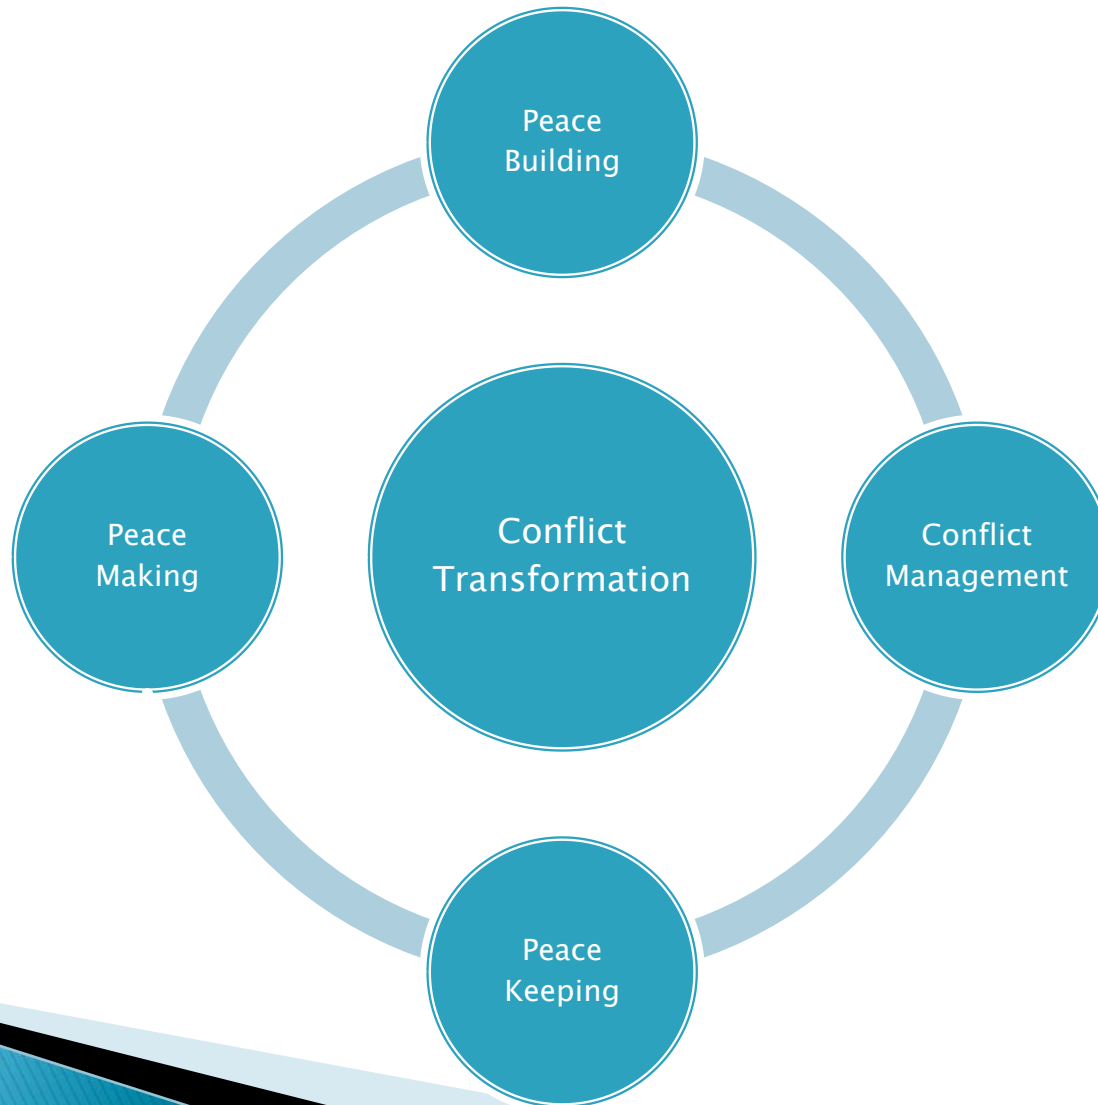 Peace
Building
Peace
Making
Conflict
Transformation
Conflict
Management
Peace
Keeping